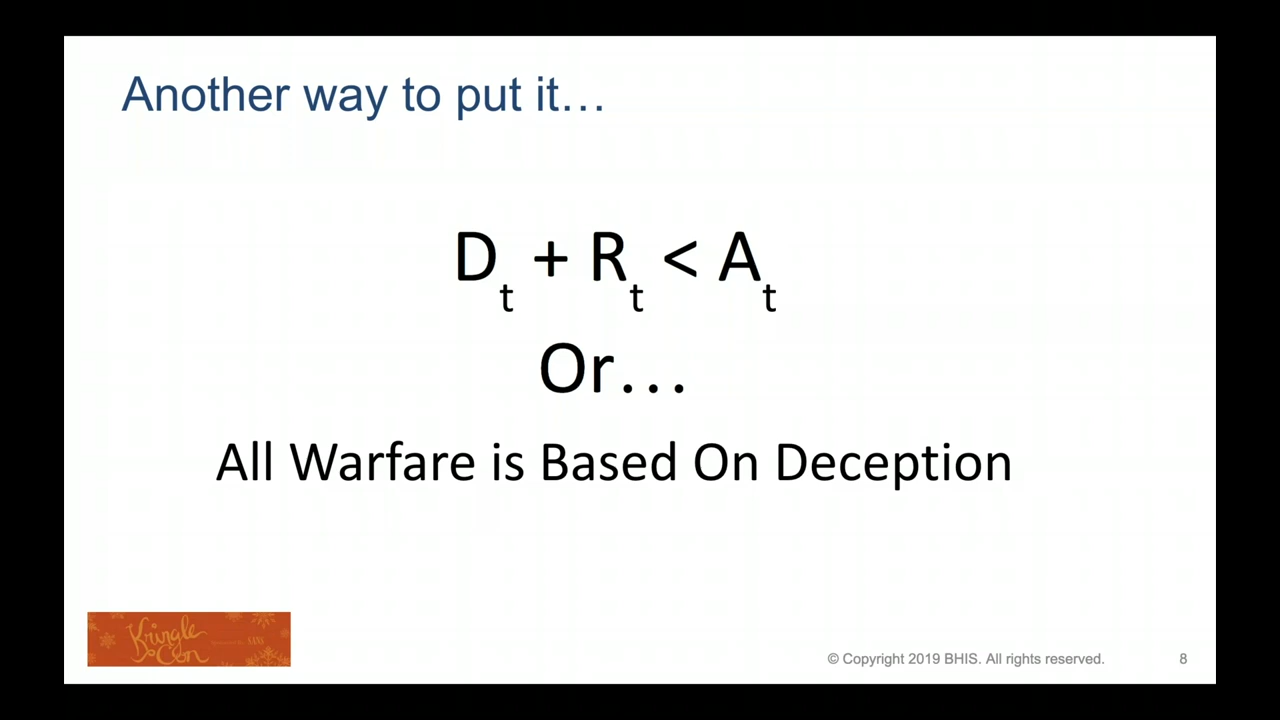 Another way to put it…
Dₜ + Rₜ < Aₜ
Or…
All Warfare is Based On Deception
Kringle
Con
SANS
© Copyright 2019 BHIS. All rights reserved.
8